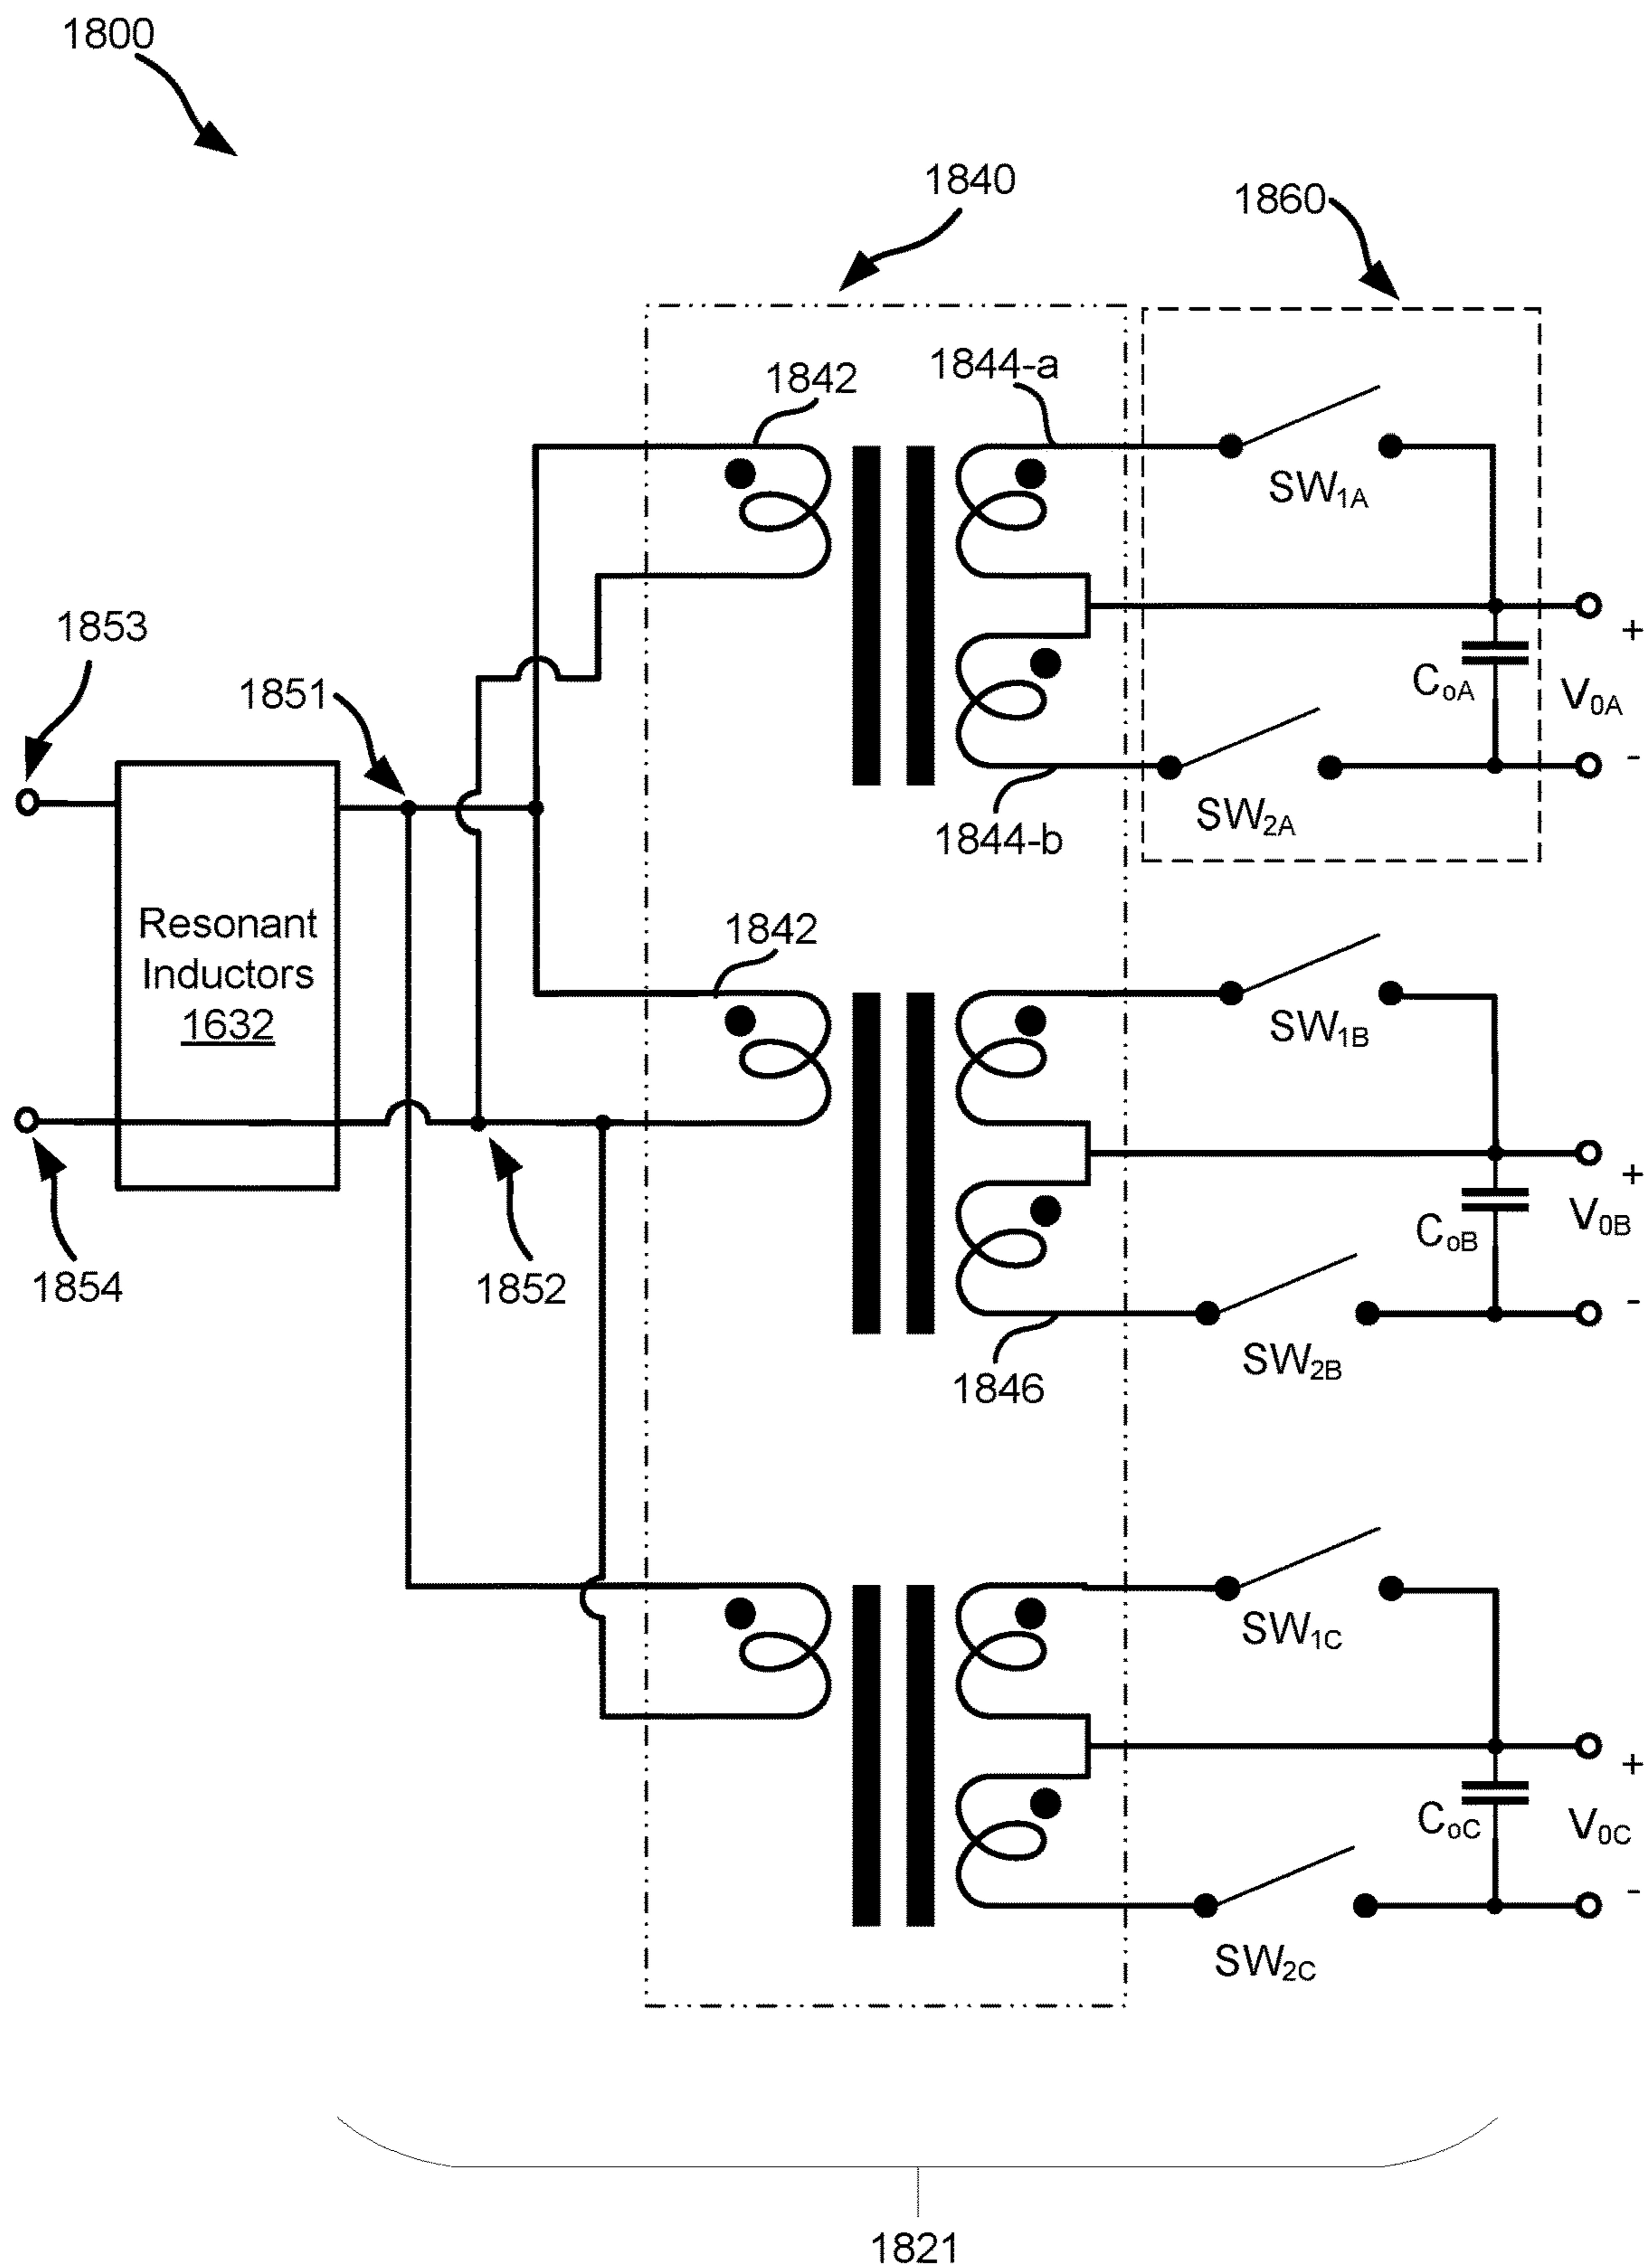 1800
1840
1860
1842
1844-a
SW1A
1853
1851
+
CoA
V0A
-
SW2A
1844-b
Resonant
Inductors
1632
1842
SW1B
+
CoB
V0B
-
1854
1852
SW2B
1846
SW1C
+
CoC
V0C
-
SW2C
1821